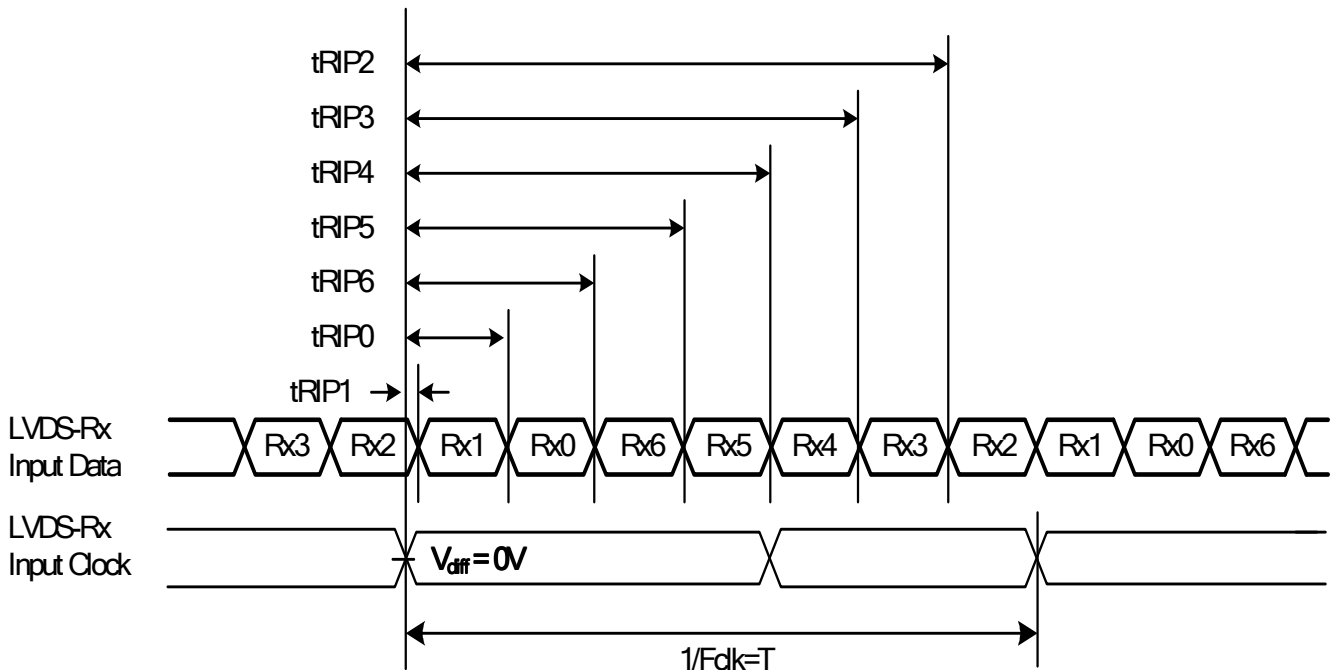 tRIP2
tRIP3
tRIP4
tRIP5
tRIP6
tRIP0
tRIP1
LVDS-Rx
Input Data
Rx3 Rx2 Rx1 Rx0 Rx6 Rx5 Rx4 Rx3 Rx2 Rx1 Rx0 Rx6
LVDS-Rx
Input Clock
Vdiff = 0V
1/Fclk=T